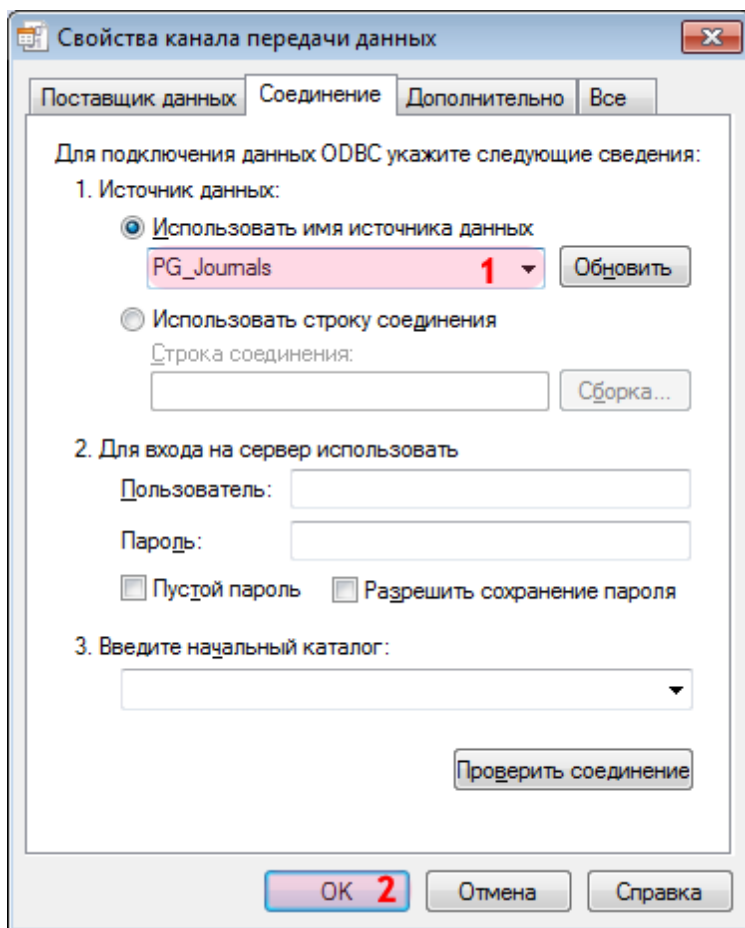 Свойства канала передачи данных
Поставщик данных Соединение Дополнительно Все
Для подключения данных ODBC укажите следующие сведения:
1. Источник данных:
Использовать имя источника данных
PG_Journals 1 Обновить
Использовать строку соединения
Строка соединения:
Сборка...
2. Для входа на сервер использовать
Пользователь:
Пароль:
Пустой пароль Разрешить сохранение пароля
3. Введите начальный каталог:
Проверить соединение
OK 2 Отмена Справка